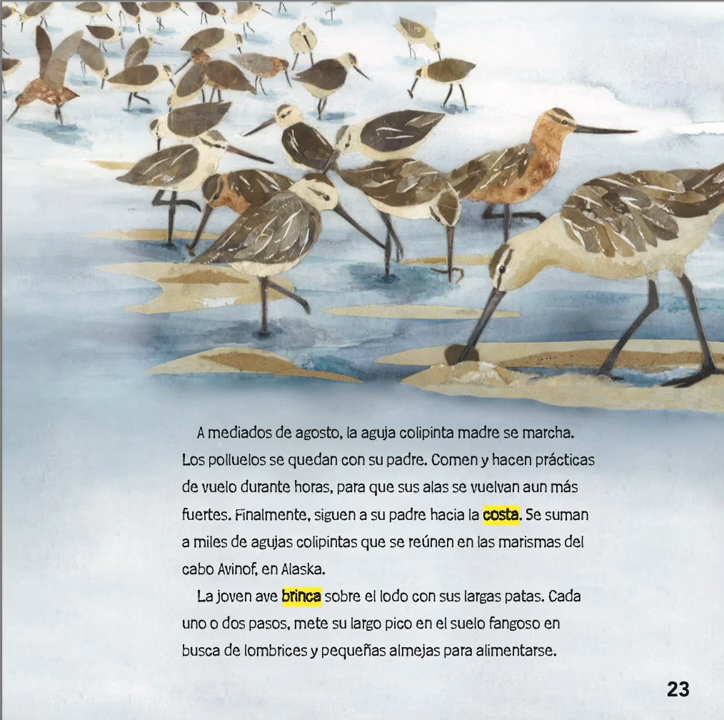 A mediados de agosto, la aguja colipinta madre se marcha.
Los polluelos se quedan con su padre. Comen y hacen prácticas
de vuelo durante horas, para que sus alas se vuelvan aun más
fuertes. Finalmente, siguen a su padre hacia la costa. Se suman
a miles de agujas colipintas que se reúnen en las marismas del
cabo Avinof, en Alaska.
La joven ave brinca sobre el lodo con sus largas patas. Cada
uno o dos pasos, mete su largo pico en el suelo fangoso en
busca de lombrices y pequeñas almejas para alimentarse.
23